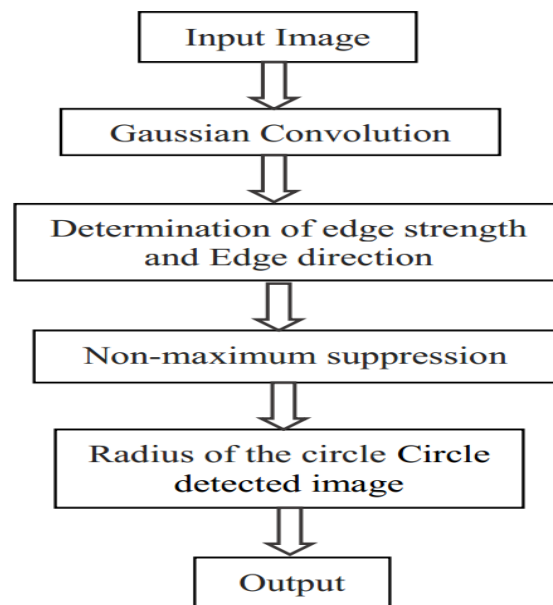 Input Image
Gaussian Convolution
Determination of edge strength
and Edge direction
Non-maximum suppression
Radius of the circle Circle
detected image
Output